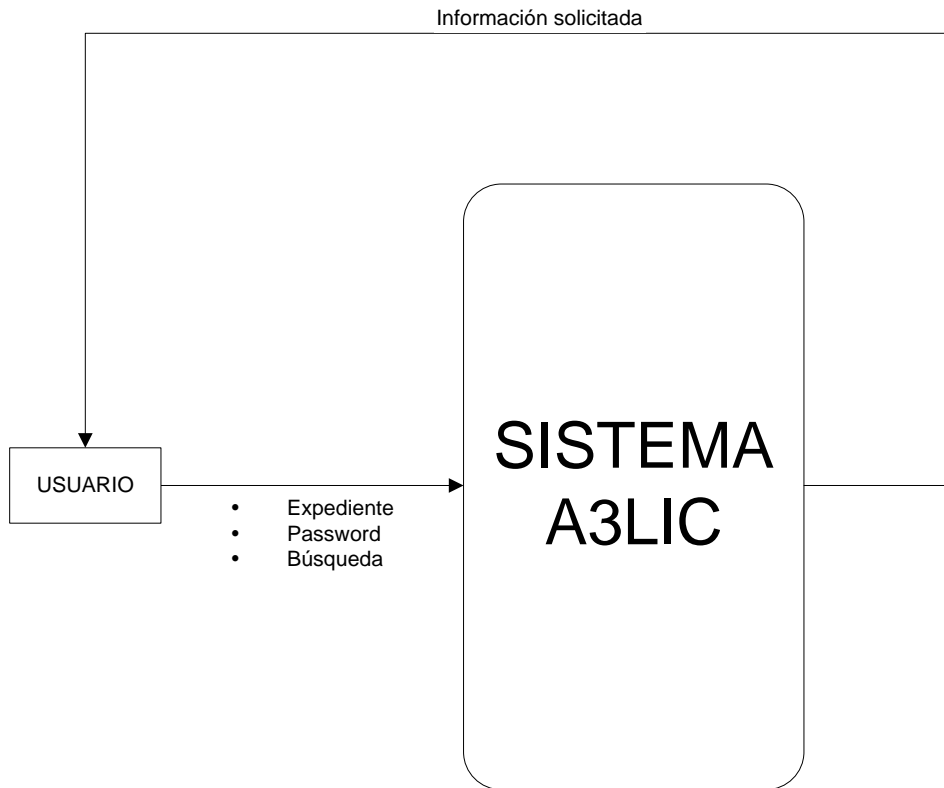 Información solicitada
SISTEMA
A3LIC
USUARIO
• Expediente
• Password
• Búsqueda